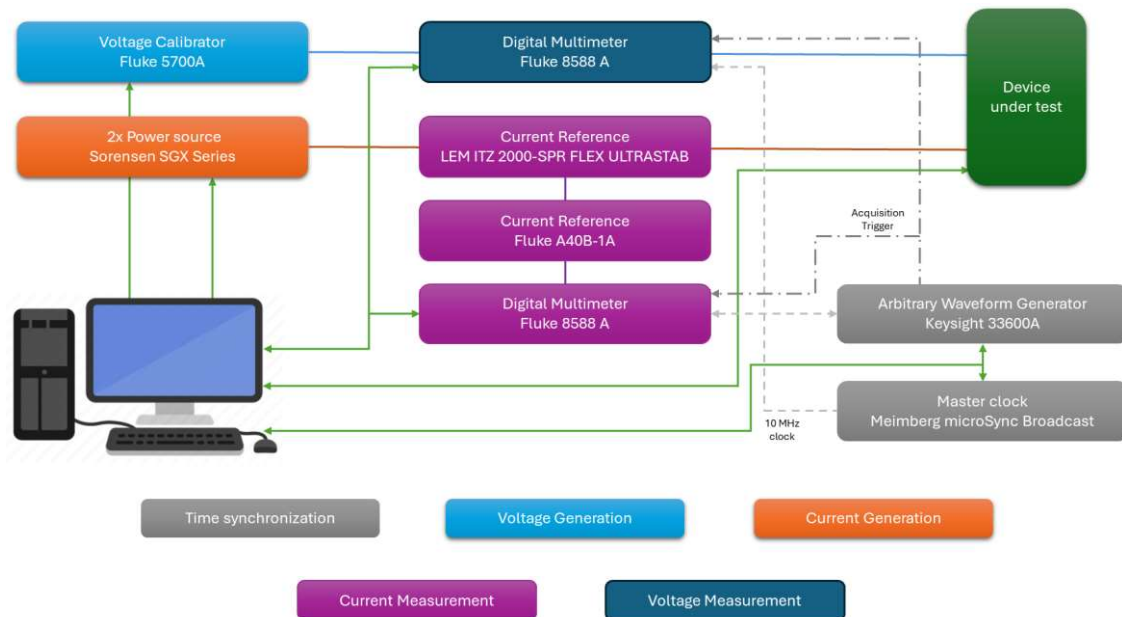 Voltage Calibrator
Fluke 5700A
Digital Multimeter
Fluke 8588 A
Device
under test
2x Power source
Sorensen SGX Series
Current Reference
LEM ITZ 2000-SPR FLEX ULTRASTAB
Current Reference
Fluke A40B-1A
Acquisition
Trigger
Digital Multimeter
Fluke 8588 A
Arbitrary Waveform Generator
Keysight 33600A
Master clock
Meimberg microSync Broadcast
10 MHz
clock
Time synchronization
Voltage Generation
Current Generation
Current Measurement
Voltage Measurement